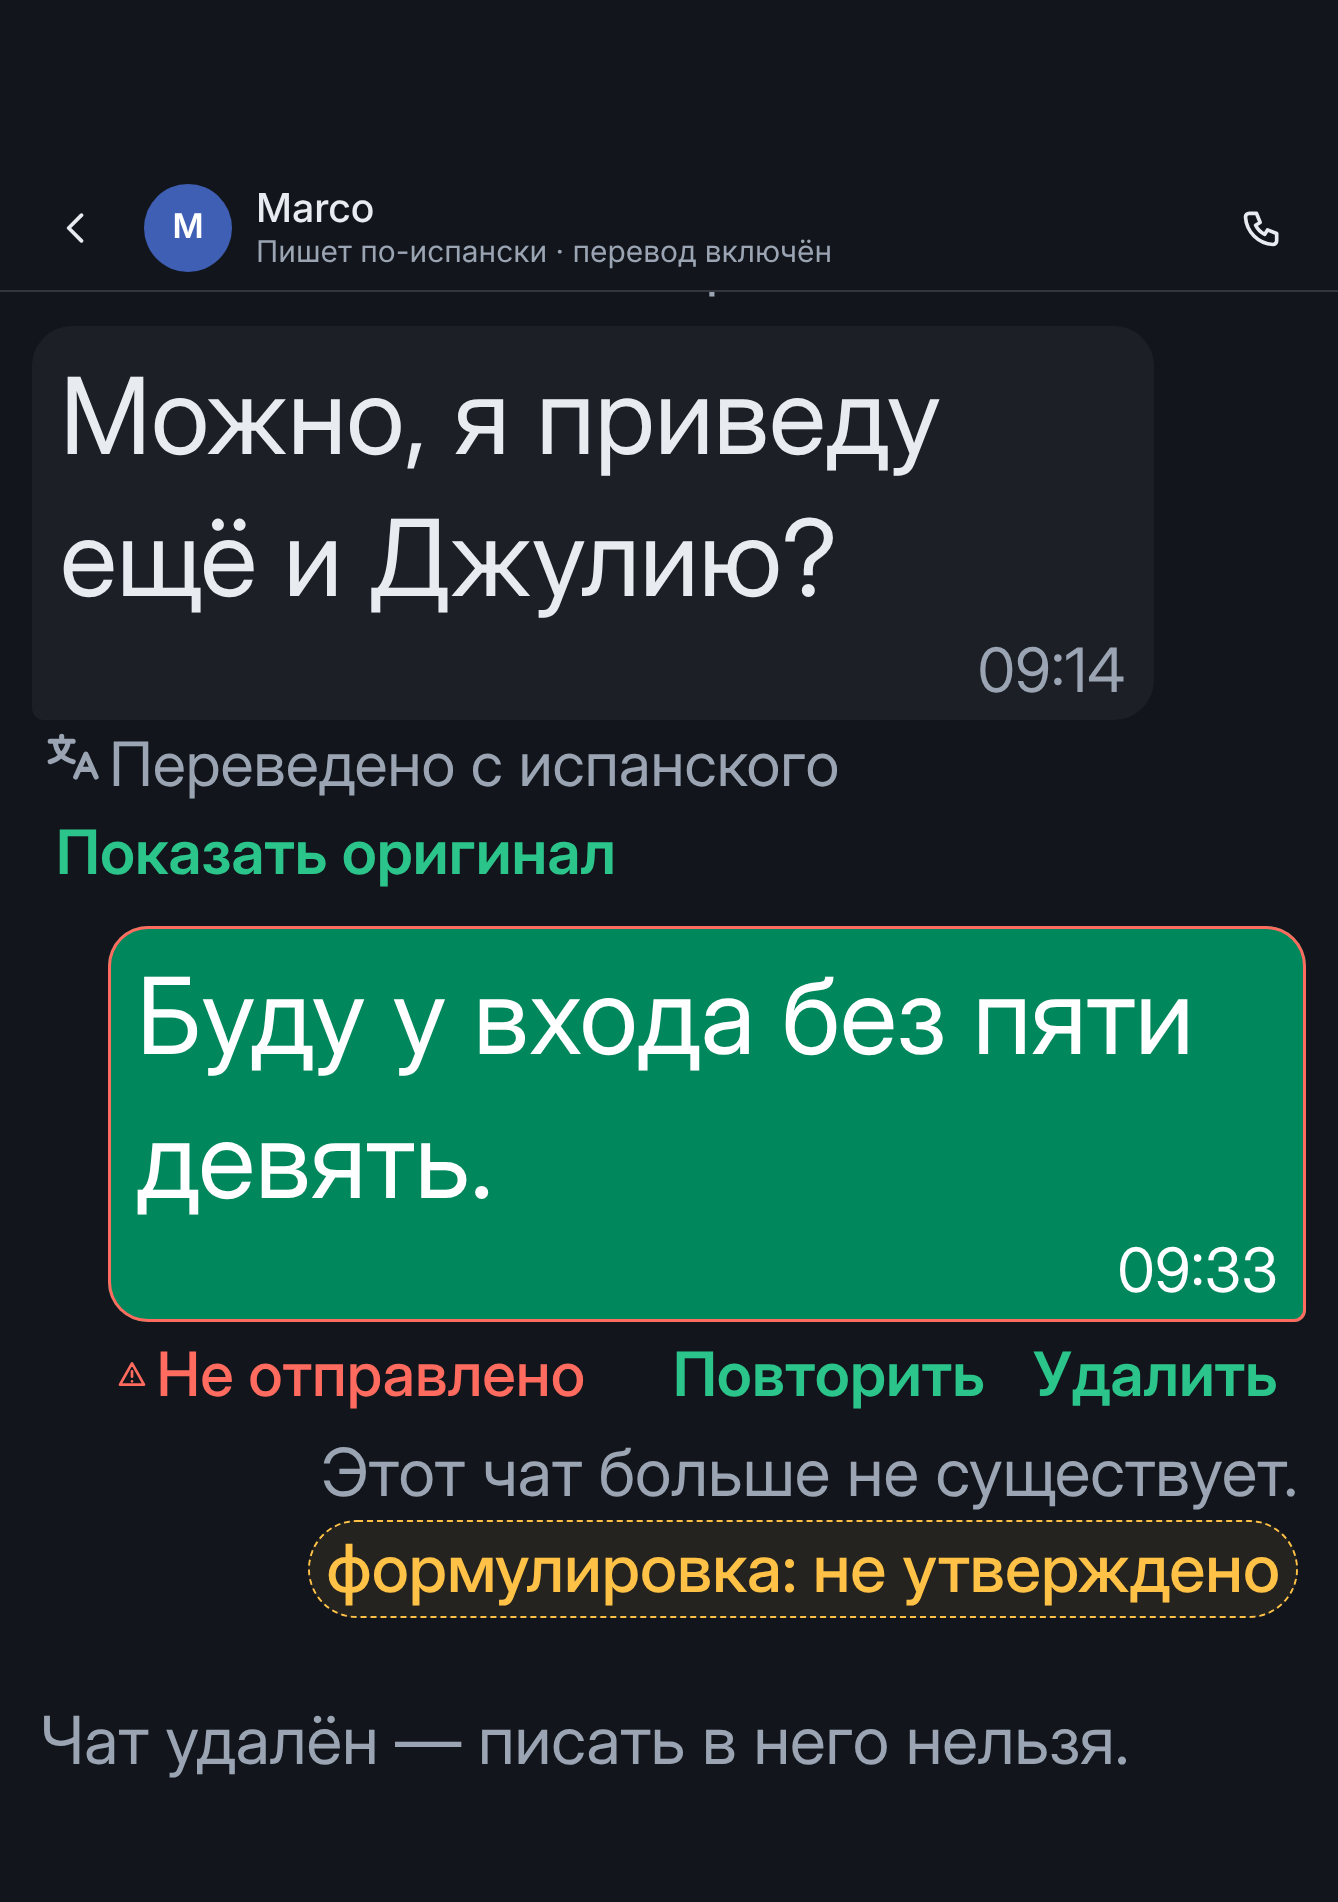 M
Marco
Пишет по-испански · перевод включён
Можно, я приведу
ещё и Джулию?
09:14
Переведено с испанского
Показать оригинал
Буду у входа без пяти
девять.
09:33
Не отправлено Повторить Удалить
Этот чат больше не существует.
формулировка: не утверждено
Чат удалён — писать в него нельзя.